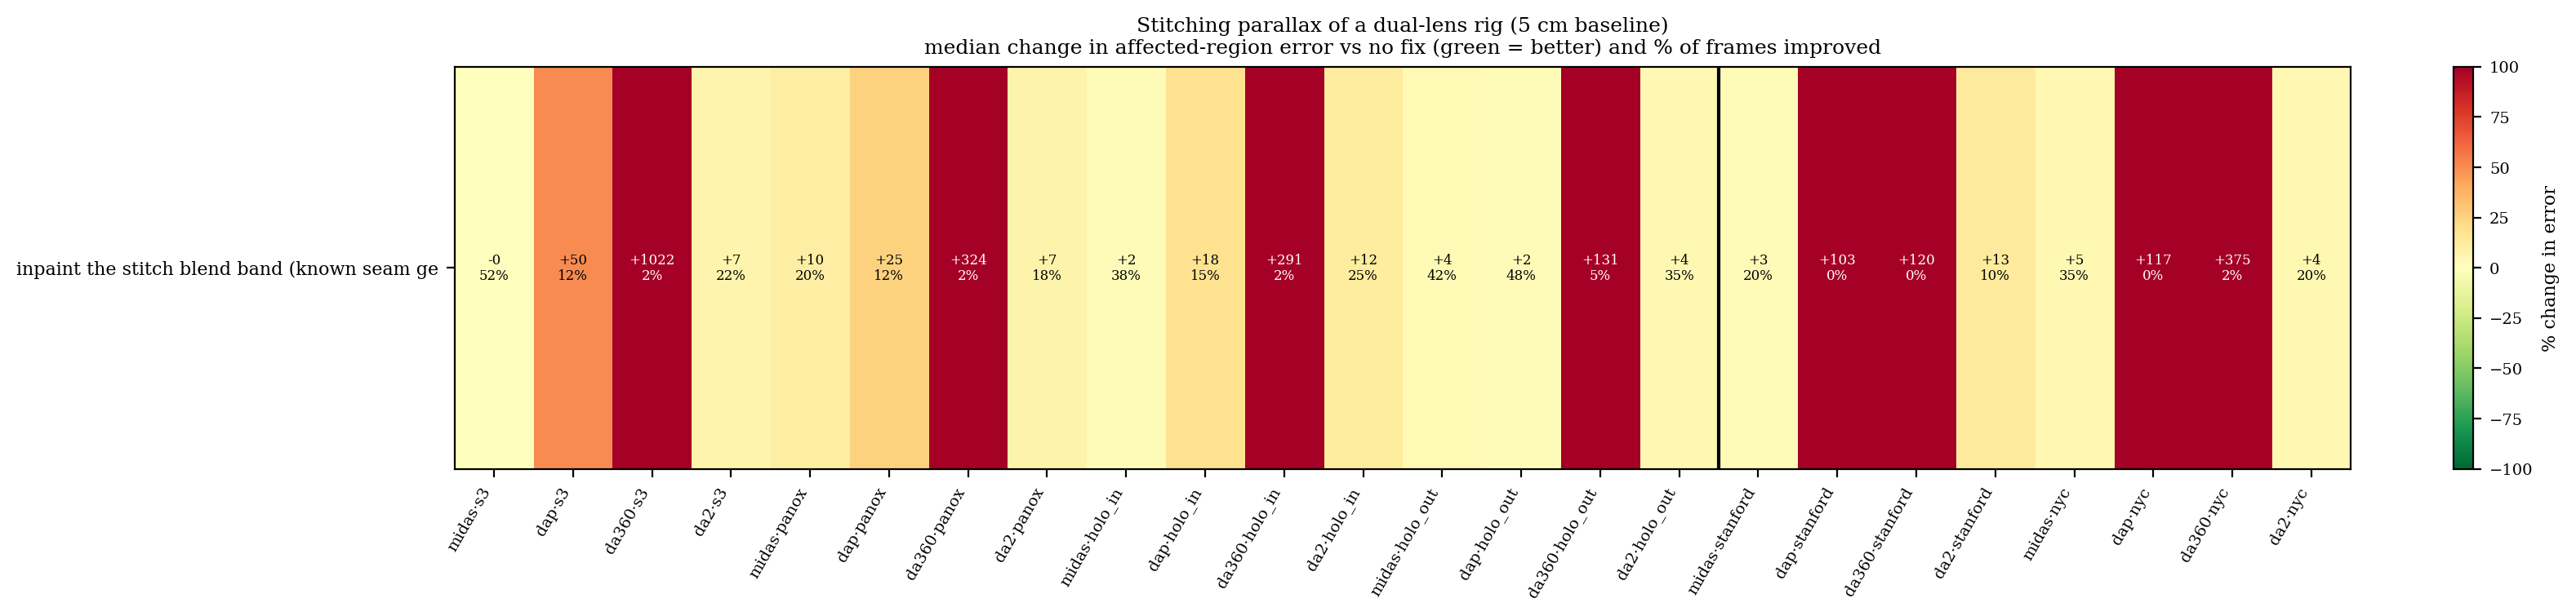 Stitching parallax of a dual-lens rig (5 cm baseline)
median change in affected-region error vs no fix (green = better) and % of frames improved
inpaint the stitch blend band (known seam ge
-0 +50 +1022 +7 +10 +25 +324 +7 +2 +18 +291 +12 +4 +2 +131 +4 +3 +103 +120 +13 +5 +117 +375 +4
52% 12% 2% 22% 20% 12% 2% 18% 38% 15% 2% 25% 42% 48% 5% 35% 20% 0% 0% 10% 35% 0% 2% 20%
midas·s3
dap·s3
da360·s3
da2·s3
midas·panox
dap·panox
da360·panox
da2·panox
midas·holo_in
dap·holo_in
da360·holo_in
da2·holo_in
midas·holo_out
dap·holo_out
da360·holo_out
da2·holo_out
midas·stanford
dap·stanford
da360·stanford
da2·stanford
midas·nyc
dap·nyc
da360·nyc
da2·nyc
100
75
50
25
0
−25
−50
−75
−100
% change in error